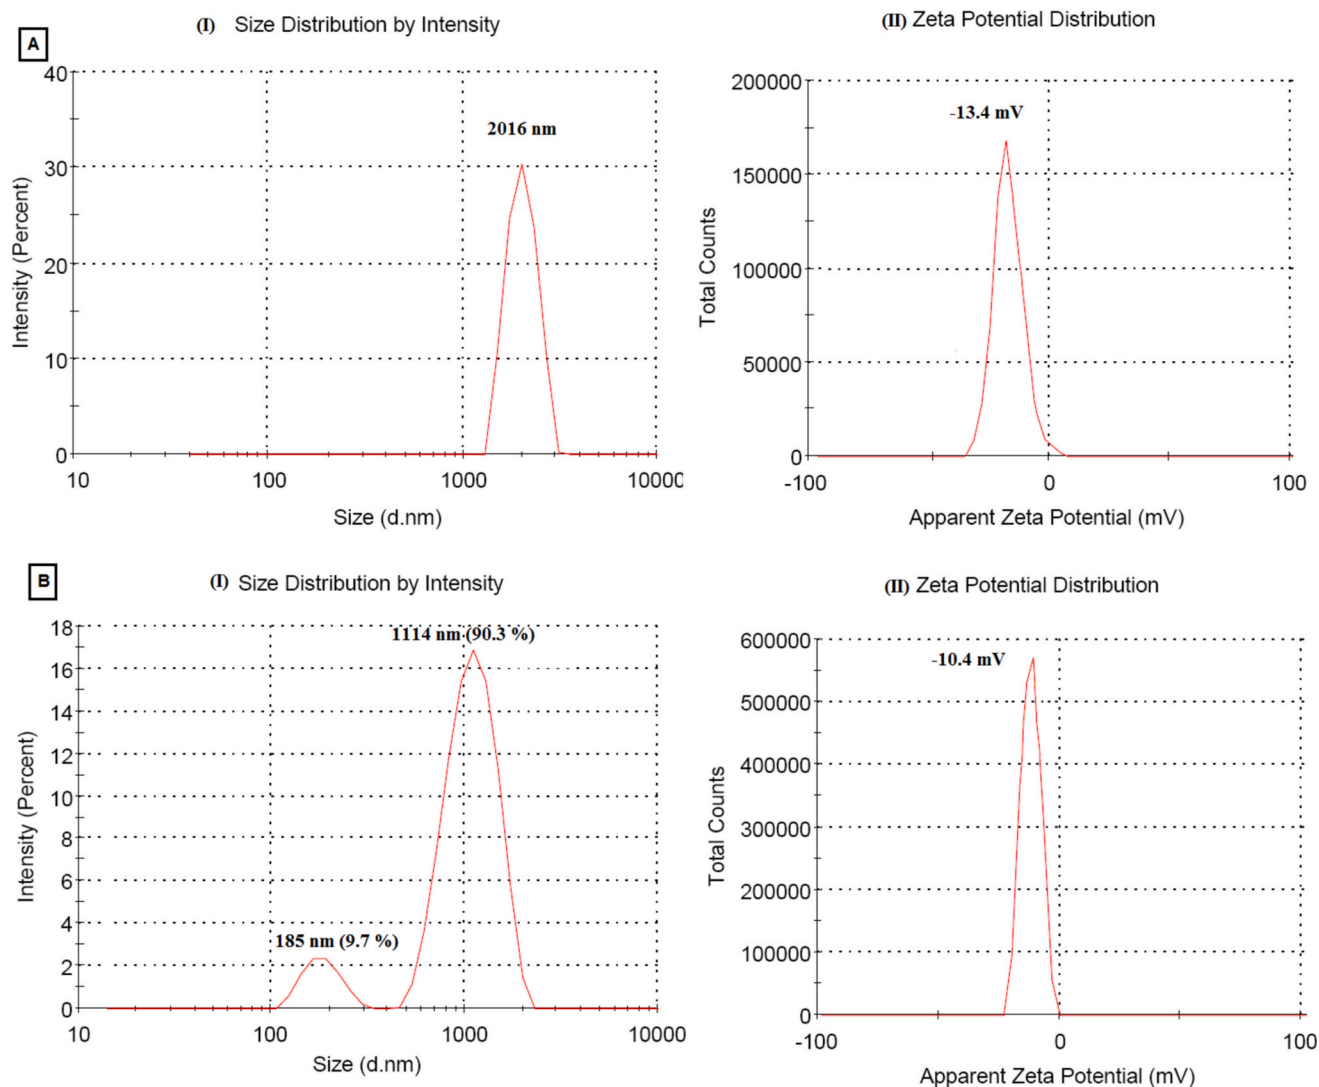 A
(I) Size Distribution by Intensity
2016 nm
Intensity (Percent)
40
30
20
10
0
10 100 1000 10000
Size (d.nm)
(II) Zeta Potential Distribution
-13.4 mV
Total Counts
200000
150000
100000
50000
0
-100 0 100
Apparent Zeta Potential (mV)
B
(I) Size Distribution by Intensity
1114 nm (90.3 %)
185 nm (9.7 %)
Intensity (Percent)
18
16
14
12
10
8
6
4
2
0
10 100 1000 10000
Size (d.nm)
(II) Zeta Potential Distribution
-10.4 mV
Total Counts
600000
500000
400000
300000
200000
100000
0
-100 0 100
Apparent Zeta Potential (mV)